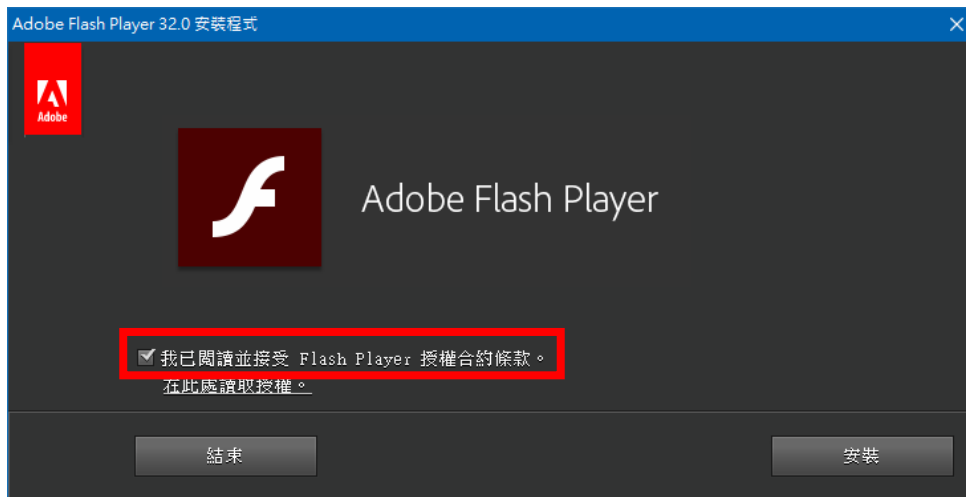 Adobe Flash Player 32.0 安裝程式
Adobe
Adobe Flash Player
我已閱讀並接受 Flash Player 授權合約條款。
在此處讀取授權。
結束
安裝